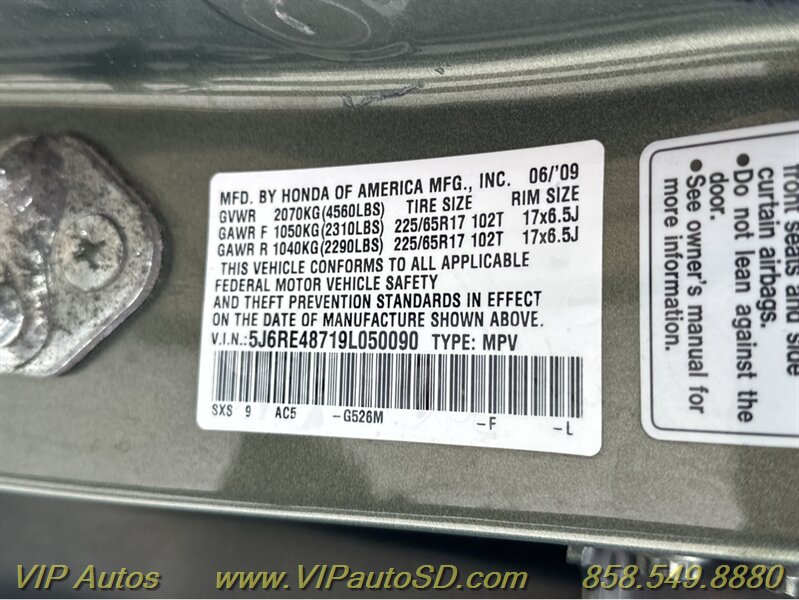 MFD. BY HONDA OF AMERICA MFG., INC. 06/'09
GVWR 2070KG(4560LBS) TIRE SIZE RIM SIZE
GAWR F 1050KG(2310LBS) 225/65R17 102T 17x6.5J
GAWR R 1040KG(2290LBS) 225/65R17 102T 17x6.5J
THIS VEHICLE CONFORMS TO ALL APPLICABLE
FEDERAL MOTOR VEHICLE SAFETY
AND THEFT PREVENTION STANDARDS IN EFFECT
ON THE DATE OF MANUFACTURE SHOWN ABOVE.
V.I.N.:5J6RE48719L050090 TYPE: MPV
SXS 9 AC5 -G526M -F -L
front seats and side
curtain airbags.
•Do not lean against the
door.
•See owner's manual for
more information.
VIP Autos www.VIPautoSD.com 858.549.8880